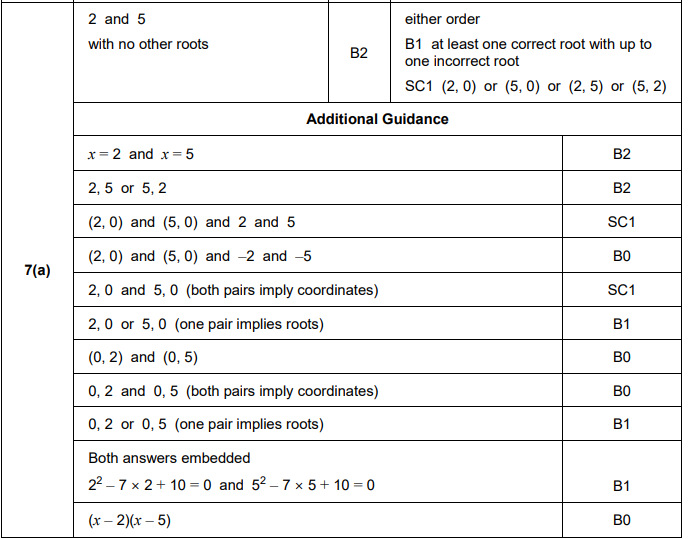 2 and 5
with no other roots
B2
either order
B1 at least one correct root with up to
one incorrect root
SC1 (2, 0) or (5, 0) or (2, 5) or (5, 2)
Additional Guidance
7(a)
x = 2 and x = 5 B2
2, 5 or 5, 2 B2
(2, 0) and (5, 0) and 2 and 5 SC1
(2, 0) and (5, 0) and –2 and –5 B0
2, 0 and 5, 0 (both pairs imply coordinates) SC1
2, 0 or 5, 0 (one pair implies roots) B1
(0, 2) and (0, 5) B0
0, 2 and 0, 5 (both pairs imply coordinates) B0
0, 2 or 0, 5 (one pair implies roots) B1
Both answers embedded
2² – 7 × 2 + 10 = 0 and 5² – 7 × 5 + 10 = 0 B1
(x – 2)(x – 5) B0